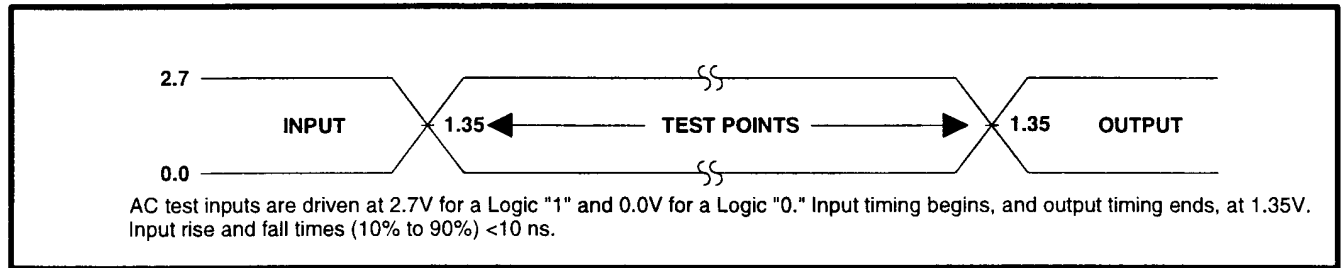 2.7
INPUT 1.35 TEST POINTS 1.35 OUTPUT
0.0
AC test inputs are driven at 2.7V for a Logic "1" and 0.0V for a Logic "0." Input timing begins, and output timing ends, at 1.35V.
Input rise and fall times (10% to 90%) <10 ns.